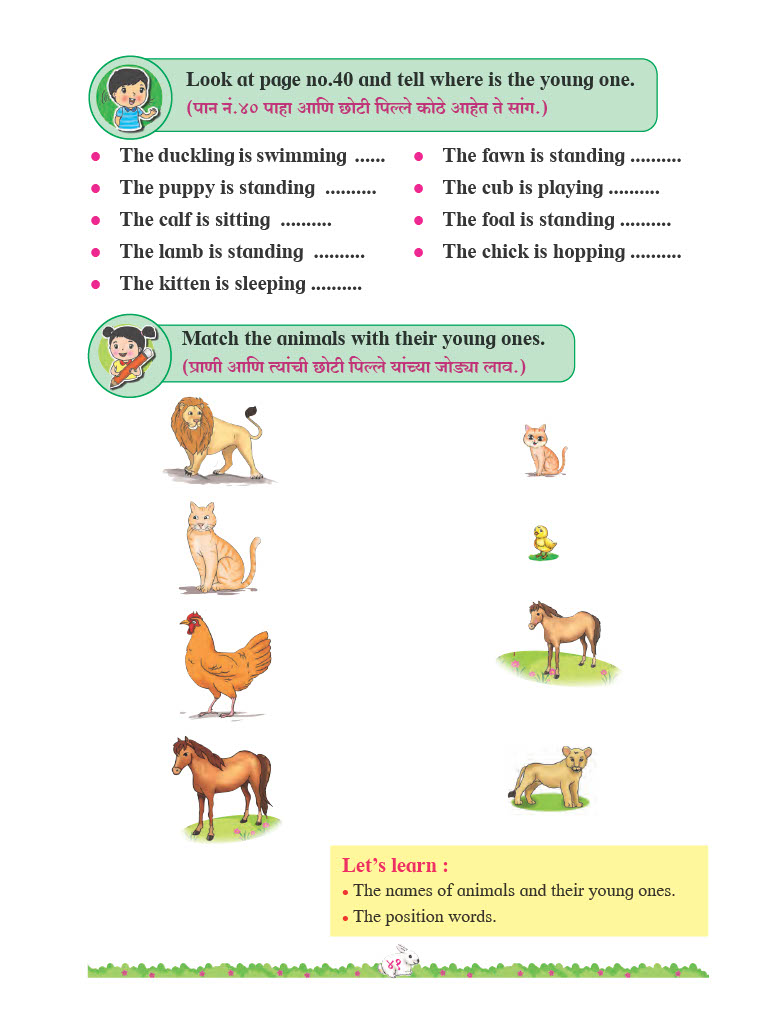 Look at page no.40 and tell where is the young one.
(पान नं.४० पाहा आणि छोटी पिल्ले कोठे आहेत ते सांग.)
• The duckling is swimming ......
• The puppy is standing ..........
• The calf is sitting ..........
• The lamb is standing ..........
• The kitten is sleeping ..........
• The fawn is standing ..........
• The cub is playing ..........
• The foal is standing ..........
• The chick is hopping ..........
Match the animals with their young ones.
(प्राणी आणि त्यांची छोटी पिल्ले यांच्या जोड्या लाव.)
Let’s learn :
• The names of animals and their young ones.
• The position words.
४१